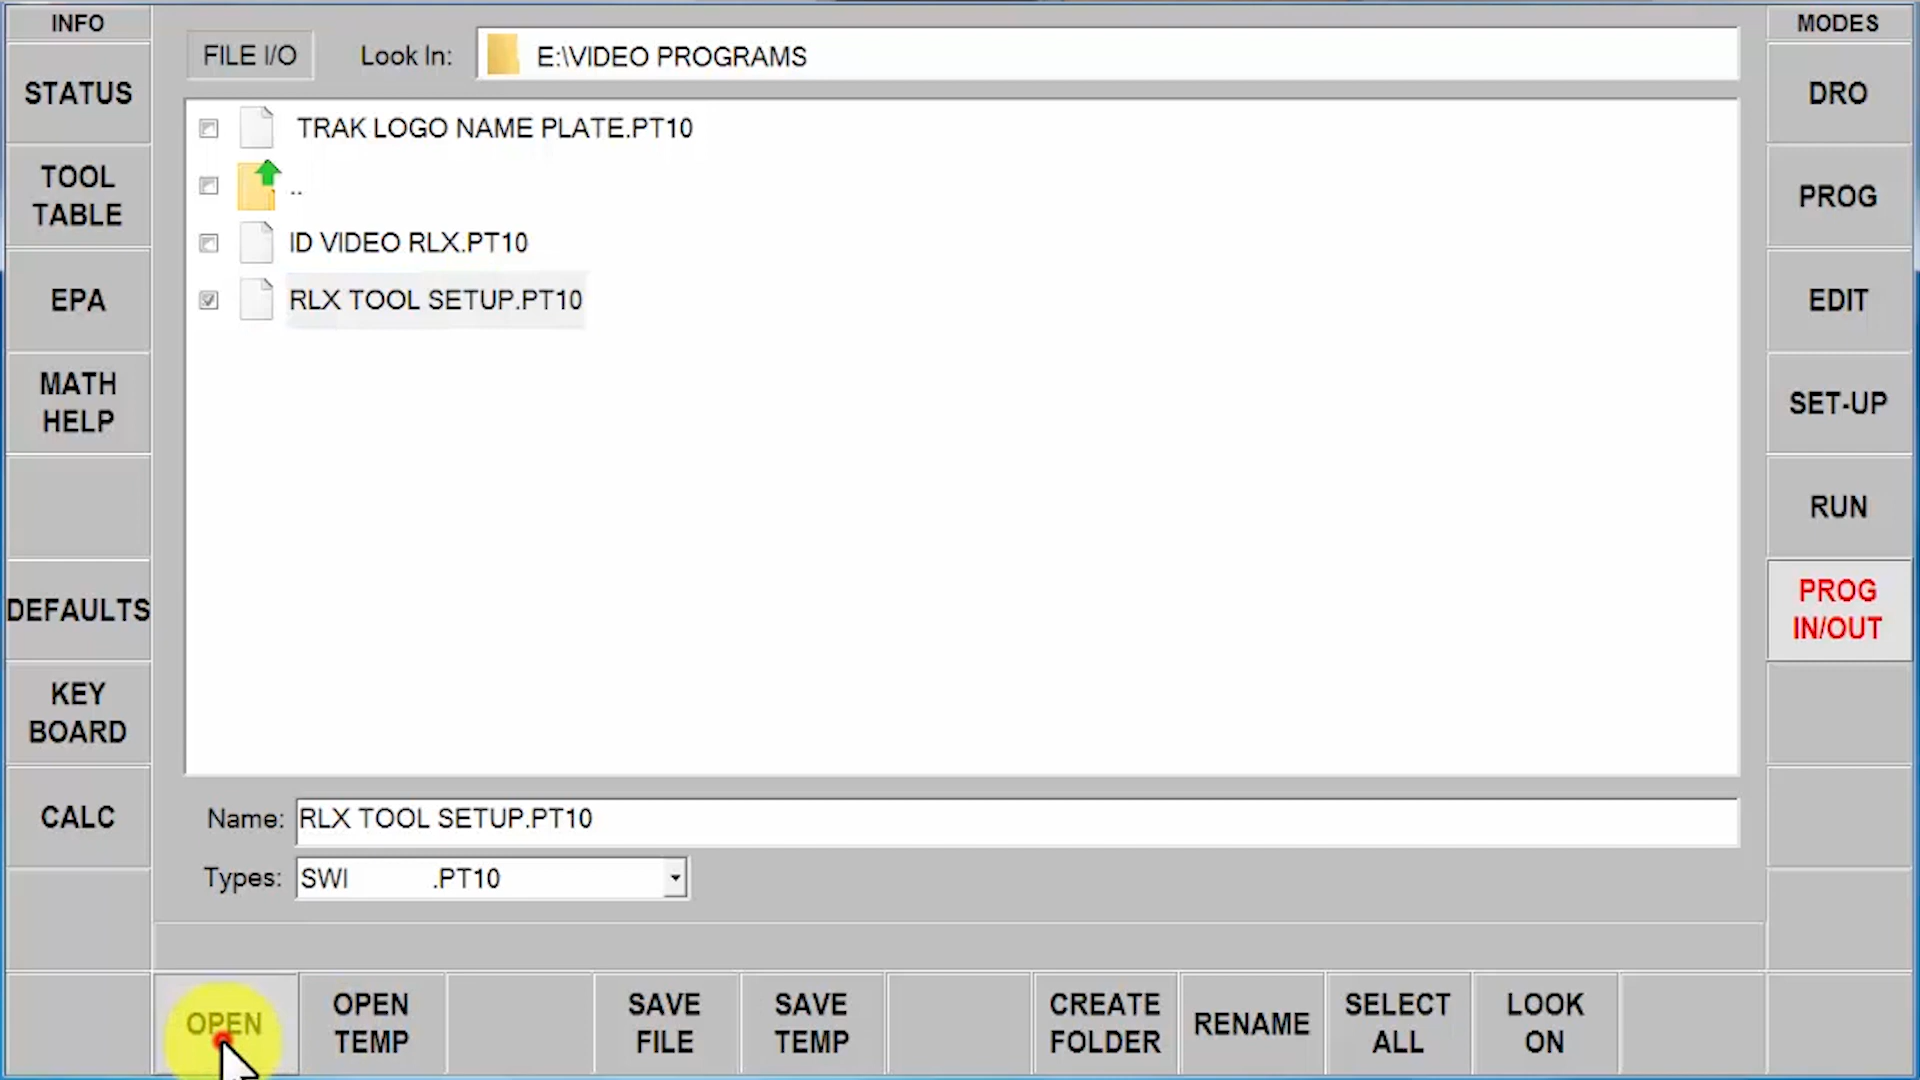 INFO
STATUS
TOOL
TABLE
EPA
MATH
HELP
DEFAULTS
KEY
BOARD
CALC
FILE I/O
Look In:
E:\VIDEO PROGRAMS
TRAK LOGO NAME PLATE.PT10
..
ID VIDEO RLX.PT10
RLX TOOL SETUP.PT10
Name: RLX TOOL SETUP.PT10
Types: SWI .PT10
MODES
DRO
PROG
EDIT
SET-UP
RUN
PROG
IN/OUT
OPEN
OPEN
TEMP
SAVE
FILE
SAVE
TEMP
CREATE
FOLDER
RENAME
SELECT
ALL
LOOK
ON